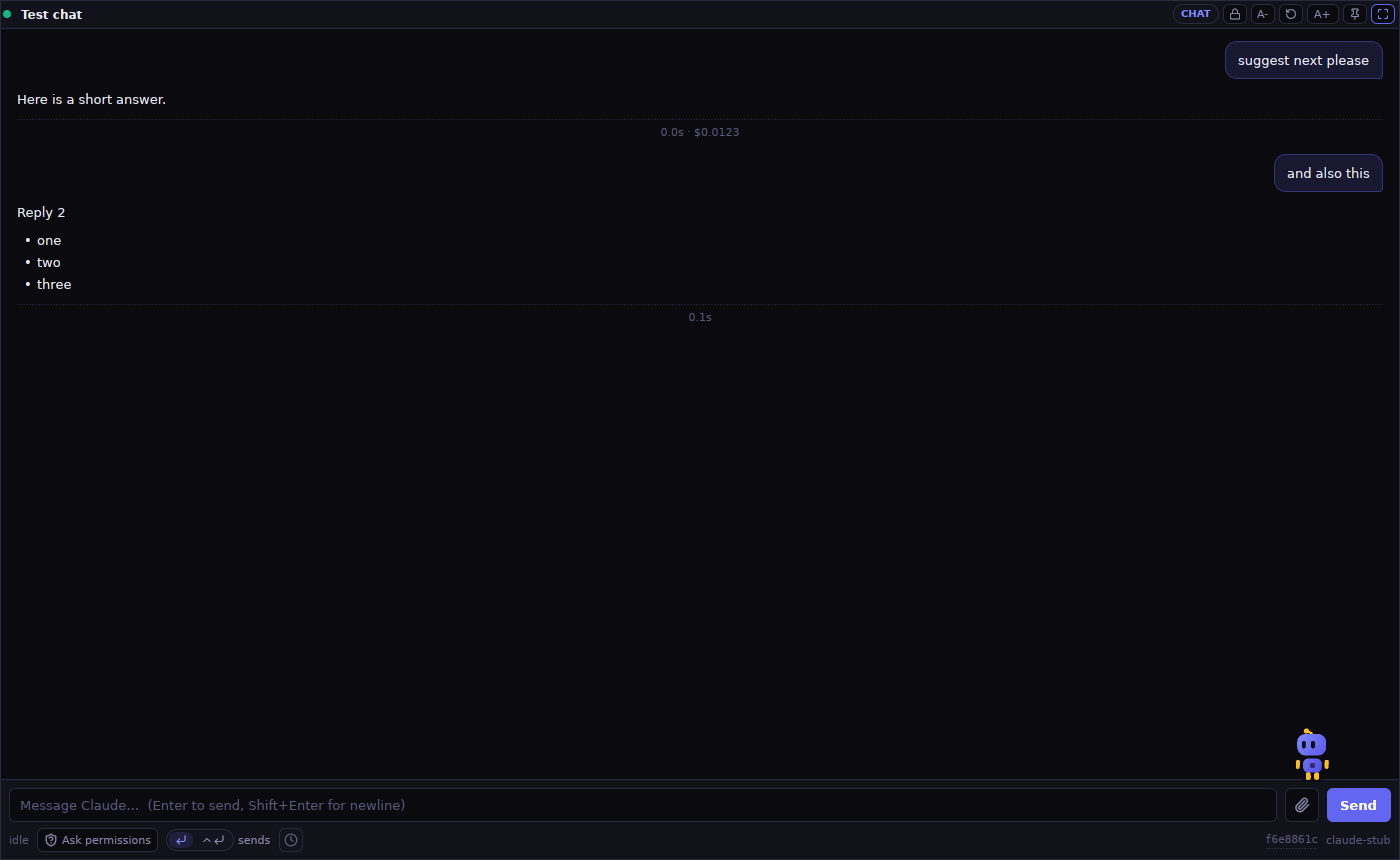 Test chat
CHAT
A-
A+
suggest next please
Here is a short answer.
0.0s · $0.0123
and also this
Reply 2
• one
• two
• three
0.1s
Message Claude… (Enter to send, Shift+Enter for newline)
Send
idle
Ask permissions
sends
f6e8861c
claude-stub